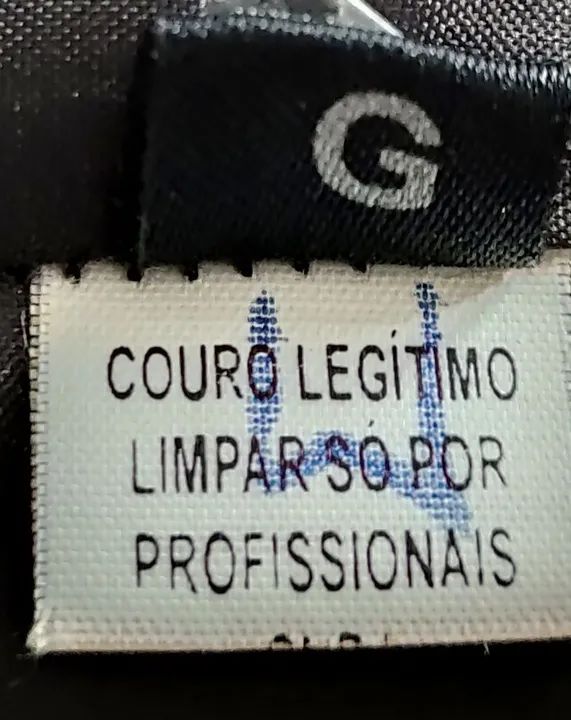 G
COURO LEGÍTIMO
LIMPAR SÓ POR
PROFISSIONAIS